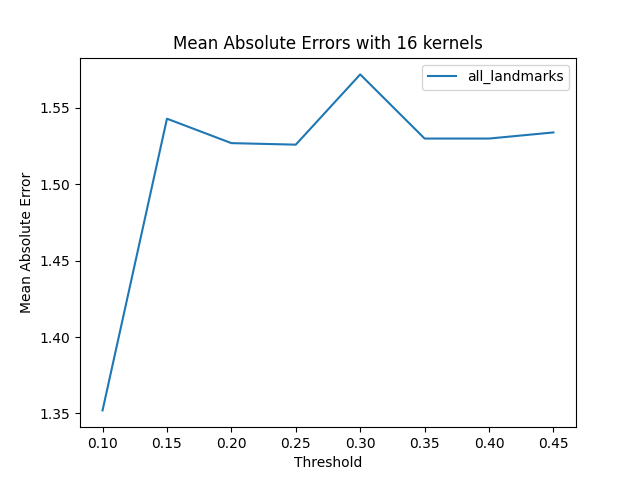 Mean Absolute Errors with 16 kernels
all_landmarks
1.55
1.50
1.45
1.40
1.35
Mean Absolute Error
0.10 0.15 0.20 0.25 0.30 0.35 0.40 0.45
Threshold